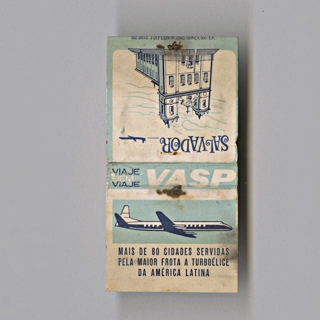 SALVADOR
VIAJE
VIAJE
VASP
MAIS DE 80 CIDADES SERVIDAS
PELA MAIOR FROTA A TURBOÉLICE
DA AMÉRICA LATINA